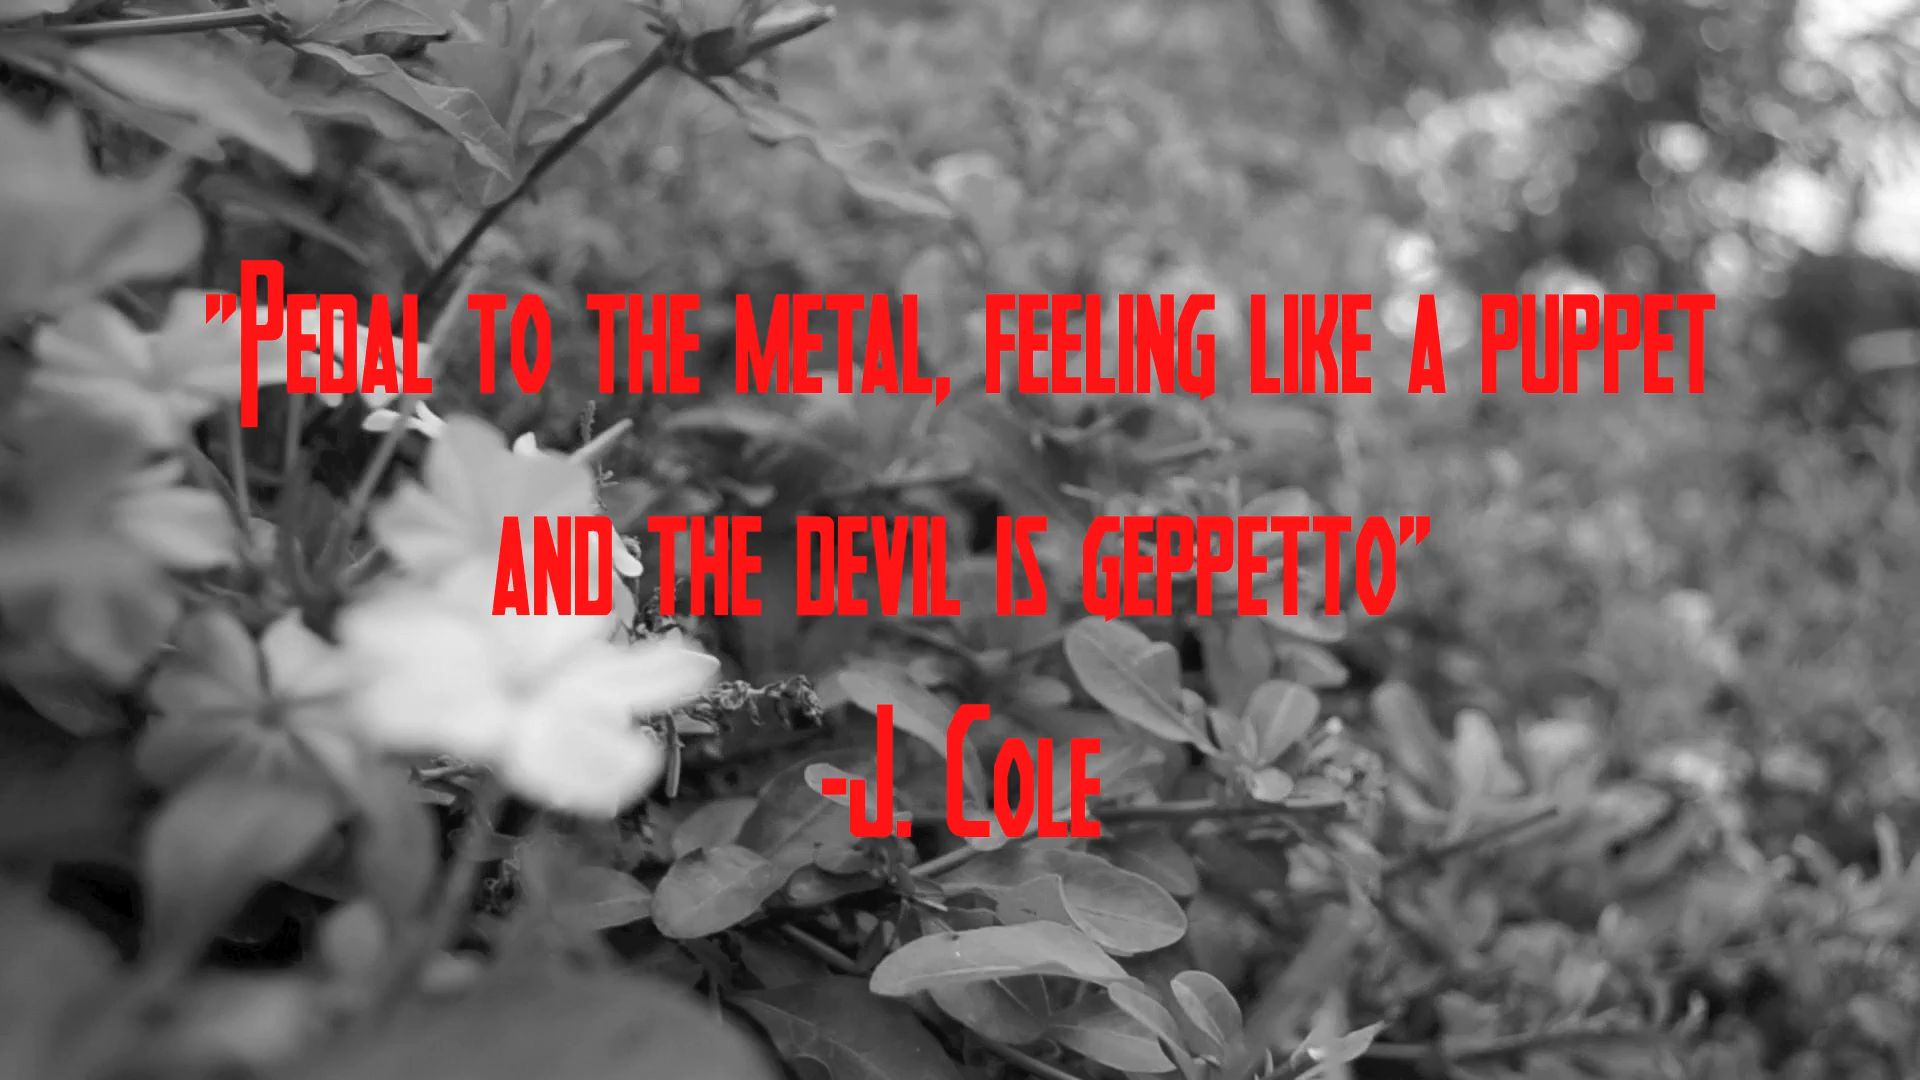 "Pedal to the metal, feeling like a puppet
and the devil is geppetto"
-J. Cole